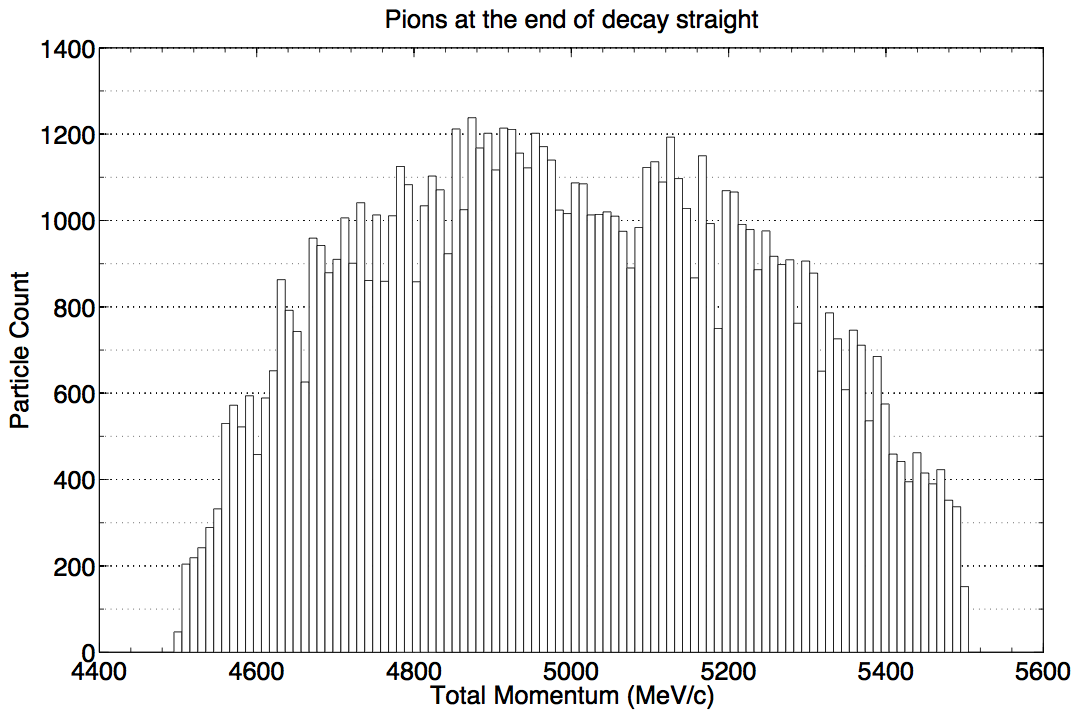 Pions at the end of decay straight
1400
1200
1000
800
600
400
200
0
Particle Count
4400 4600 4800 5000 5200 5400 5600
Total Momentum (MeV/c)